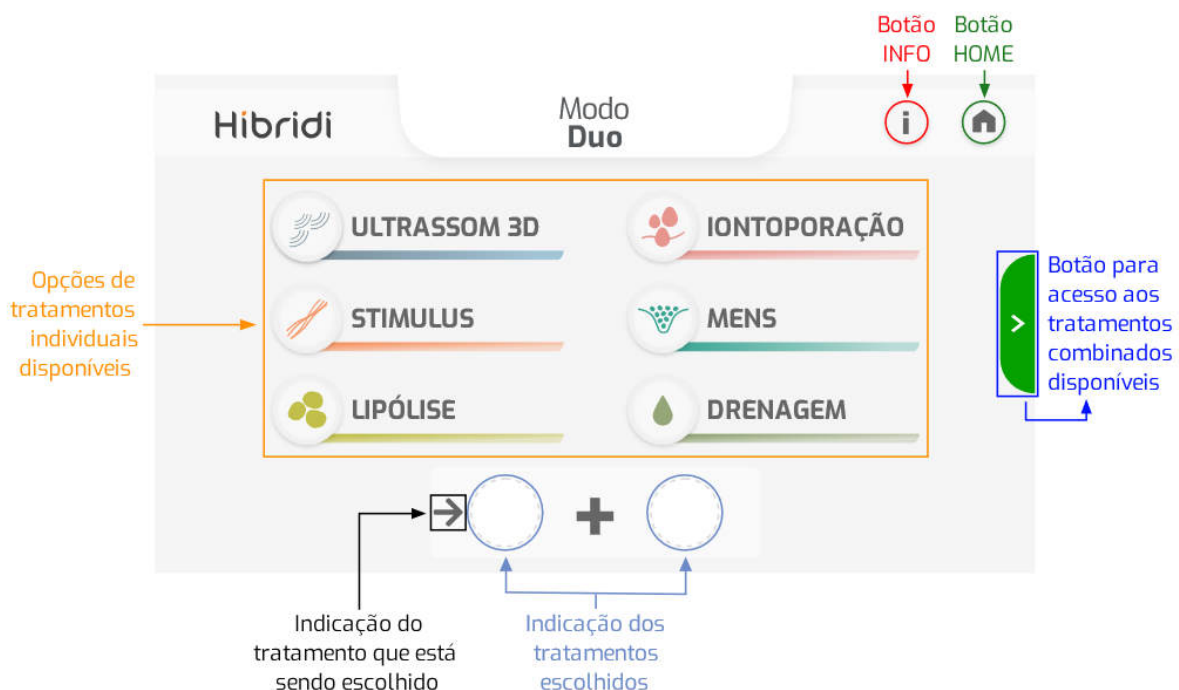 Botão
INFO
Botão
HOME
Hibridi
Modo
Duo
i
ULTRASSOM 3D
IONTOPORAÇÃO
STIMULUS
MENS
LIPÓLISE
DRENAGEM
Opções de
tratamentos
individuais
disponíveis
Botão para
acesso aos
tratamentos
combinados
disponíveis
Indicação do
tratamento que está
sendo escolhido
Indicação dos
tratamentos
escolhidos